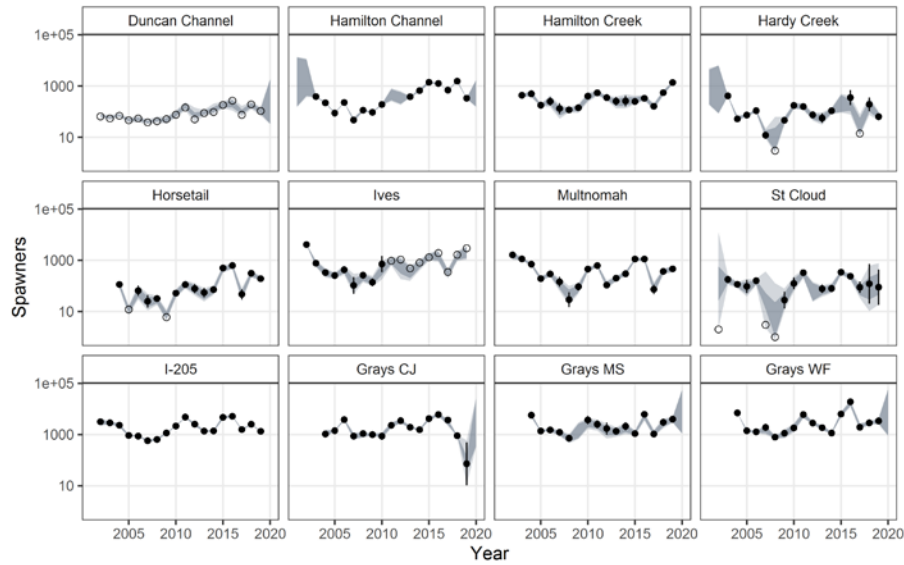 Duncan Channel Hamilton Channel Hamilton Creek Hardy Creek
1e+05
1000
10
Horsetail Ives Multnomah St Cloud
1e+05
1000
10
Spawners
I-205 Grays CJ Grays MS Grays WF
1e+05
1000
10
2005 2010 2015 2020 2005 2010 2015 2020 2005 2010 2015 2020 2005 2010 2015 2020
Year